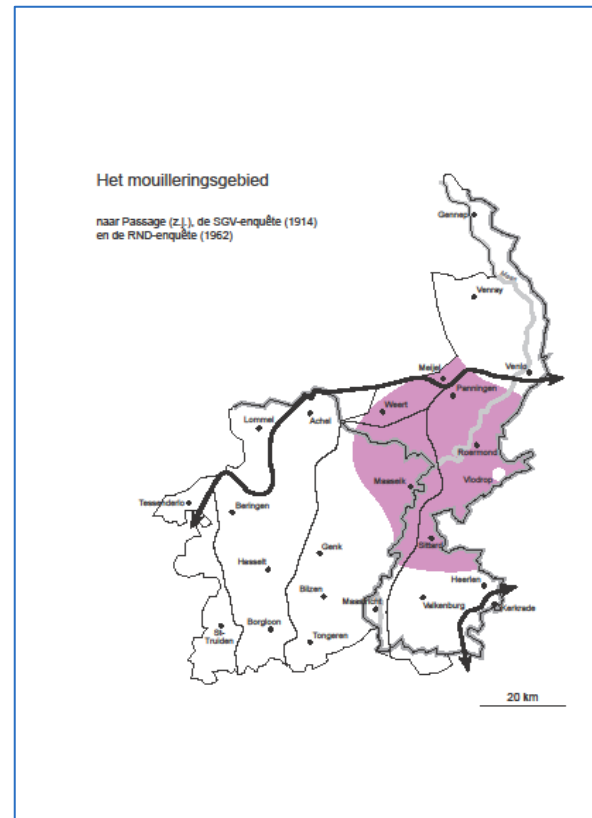 Het mouilleringsgebied
naar Passage (z.j.), de SGV-enquête (1914)
en de RND-enquête (1962)
Gennep
Maas
Venray
Meijel
Venlo
Panningen
Weert
Achel
Lommel
Roermond
Vlodrop
Maaseik
Tessenderlo
Beringen
Sittard
Genk
Hasselt
Heerlen
Bilzen
Maastricht
Valkenburg
Kerkrade
St-
Truiden
Borgloon
Tongeren
20 km